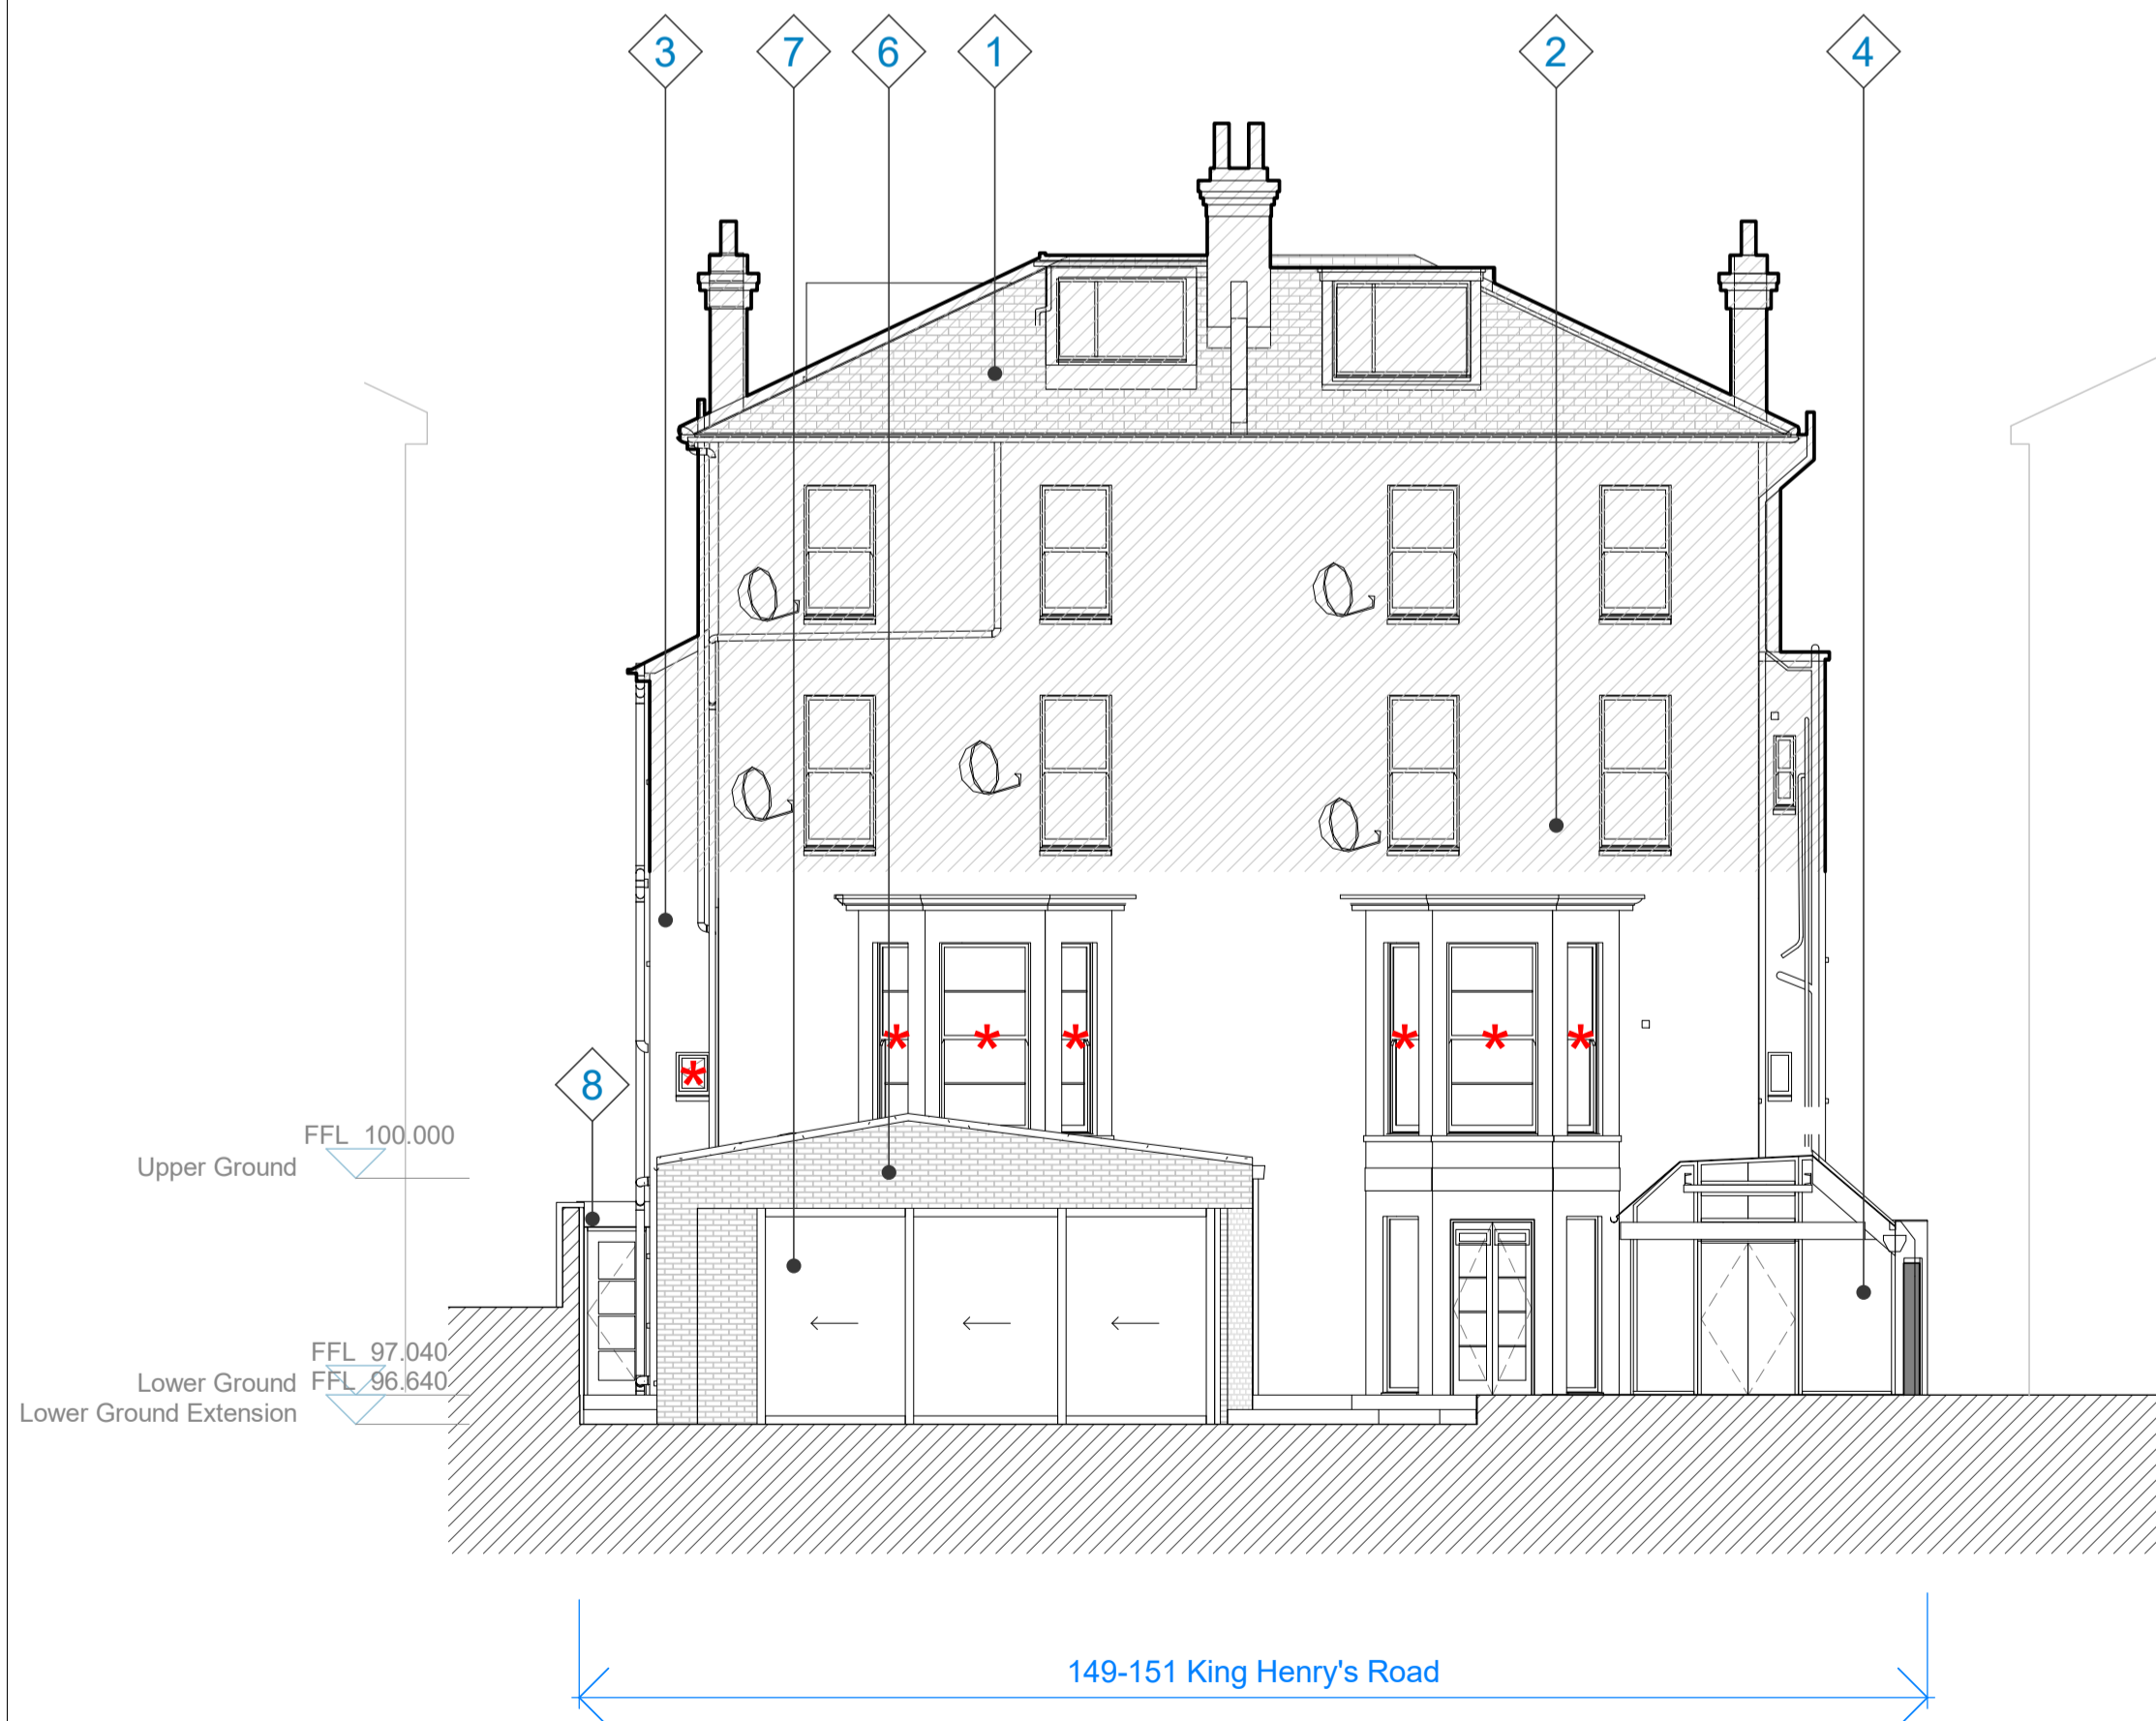 3 7 6 1 2 4
8
FFL 100.000
Upper Ground
FFL 97.040
Lower Ground FFL 96.640
Lower Ground Extension
* * * * * *
*
149-151 King Henry's Road